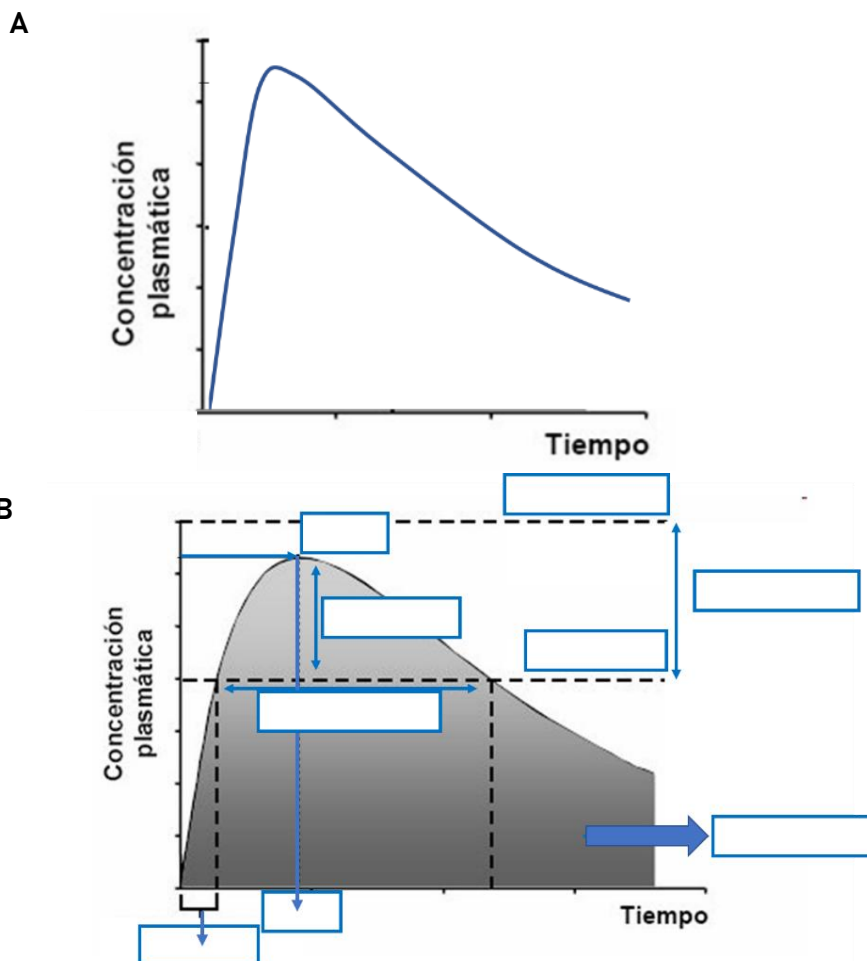 A
Concentración
plasmática
Tiempo
B
Concentración
plasmática
Tiempo